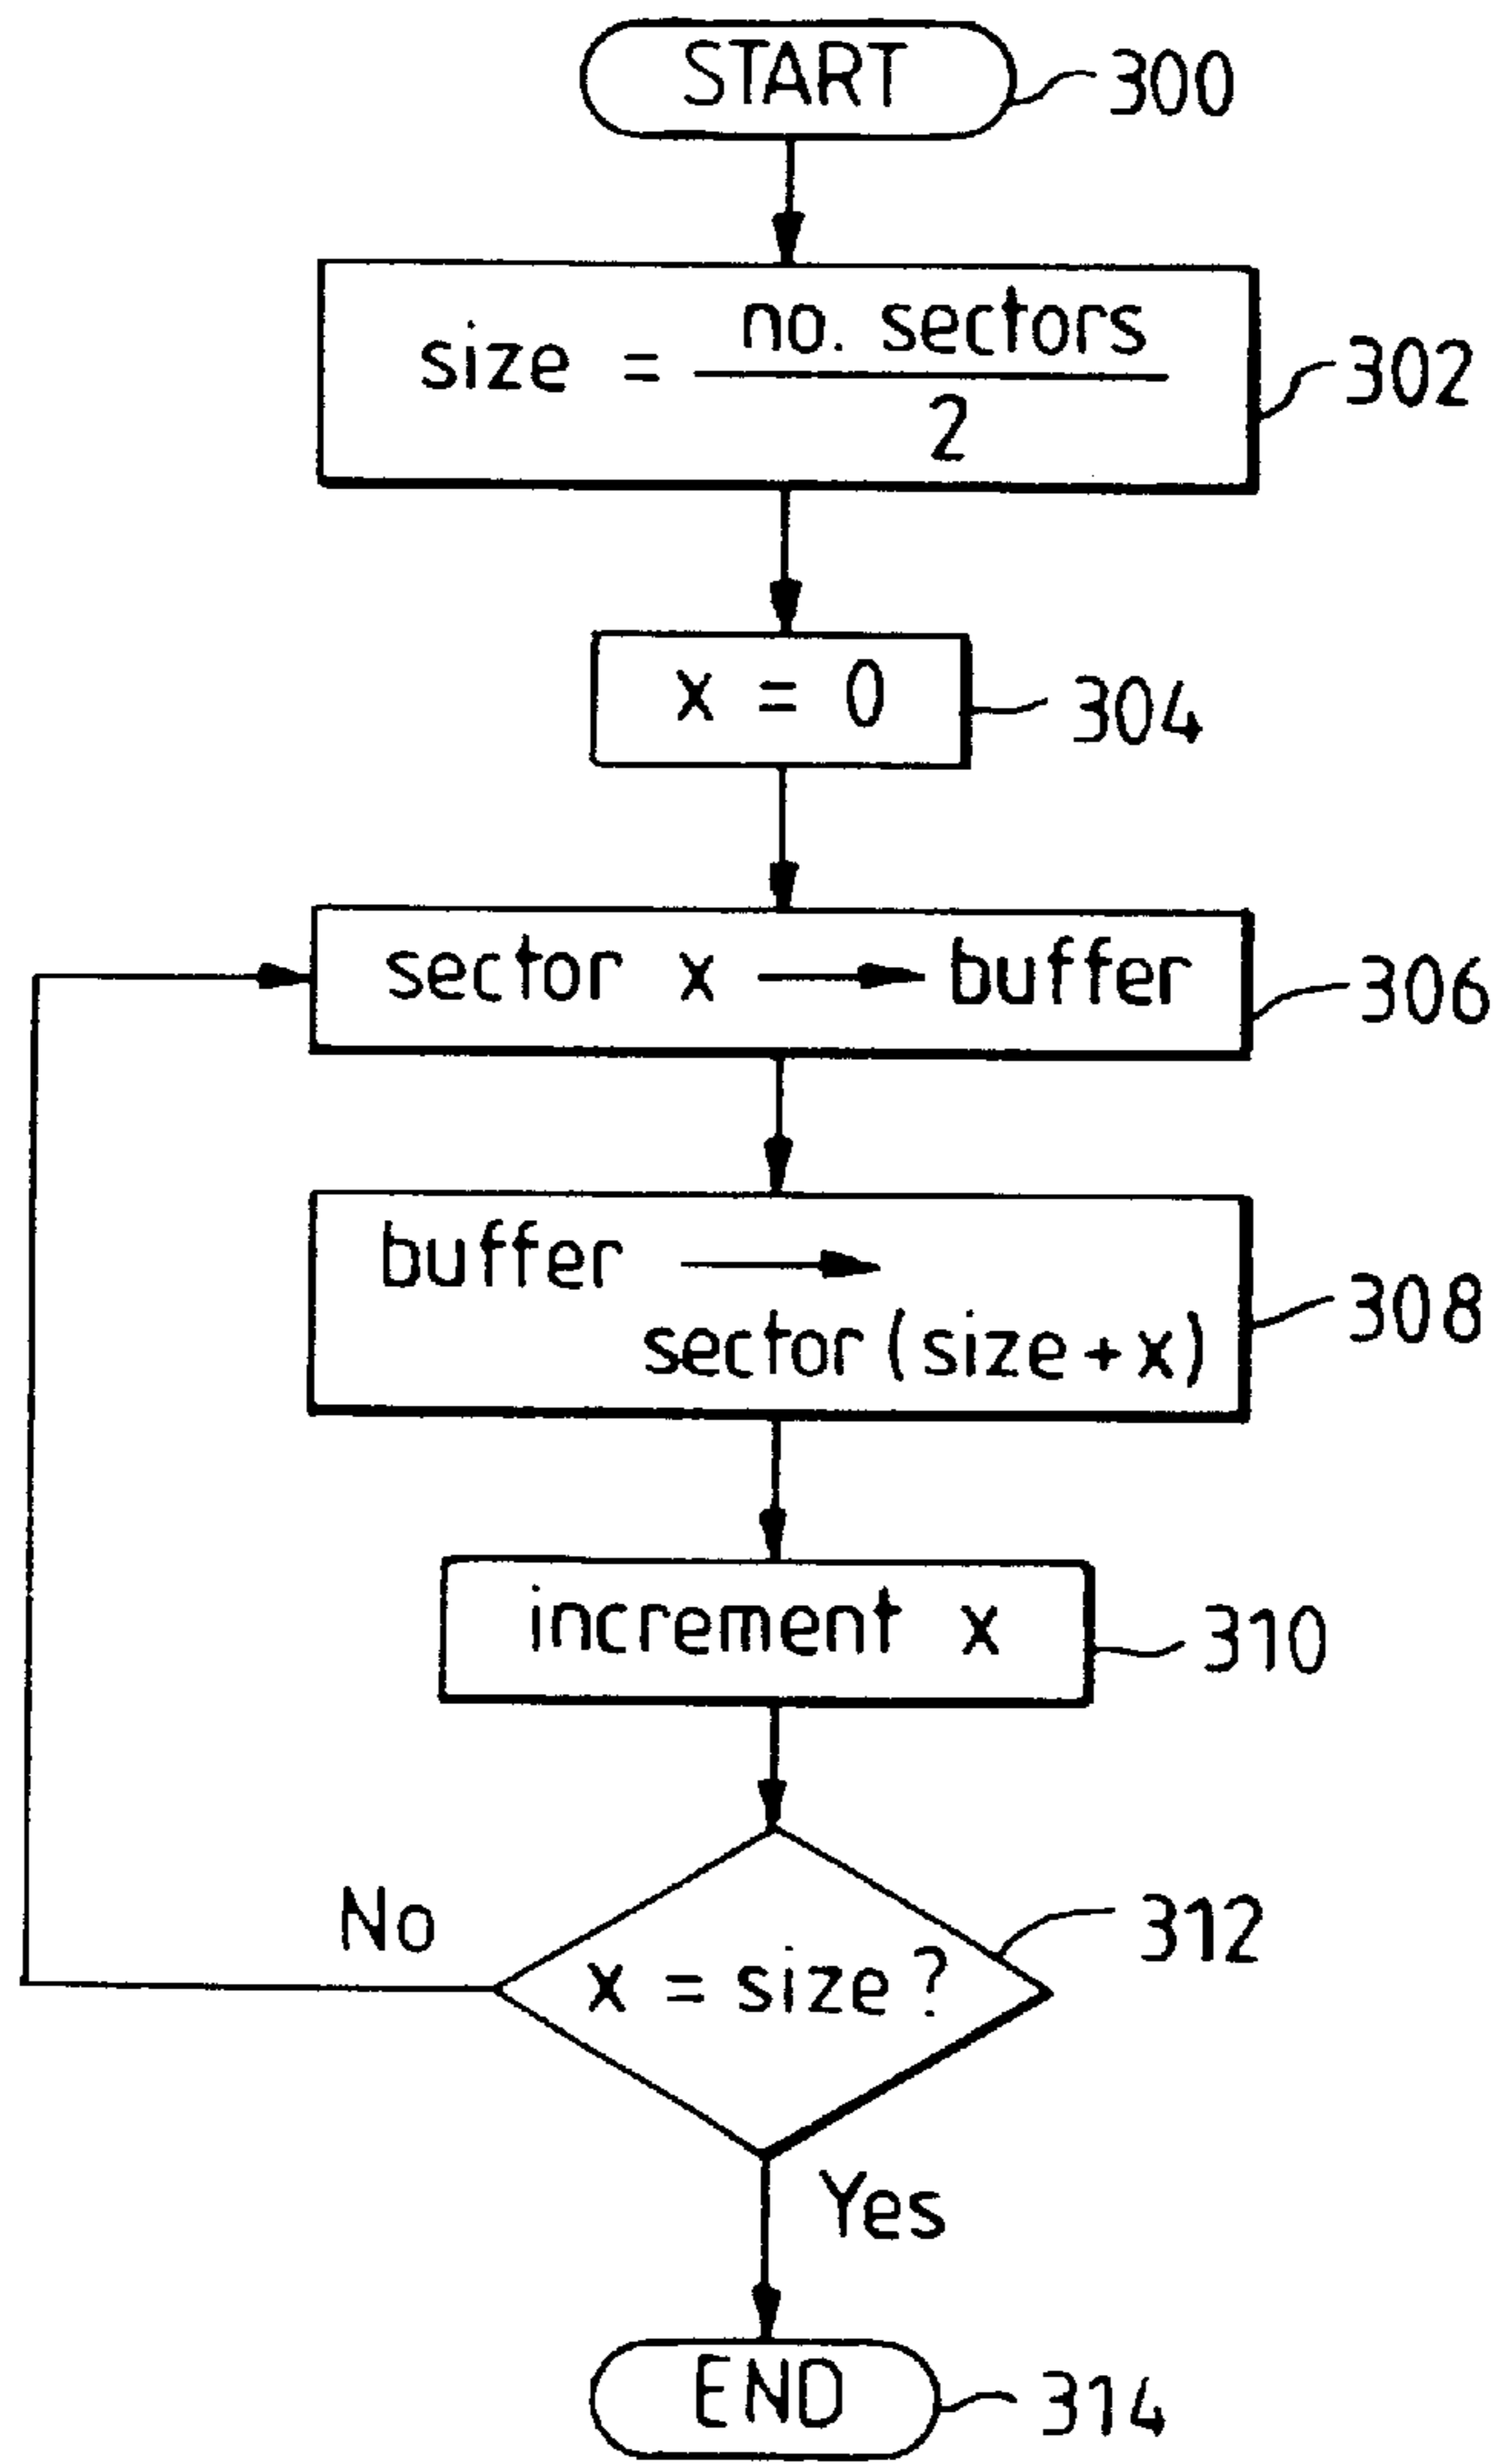 START
300
size = no. sectors
2
302
x = 0
304
sector x → buffer
306
buffer →
sector (size + x)
308
increment x
310
No
x = size ?
312
Yes
END
314